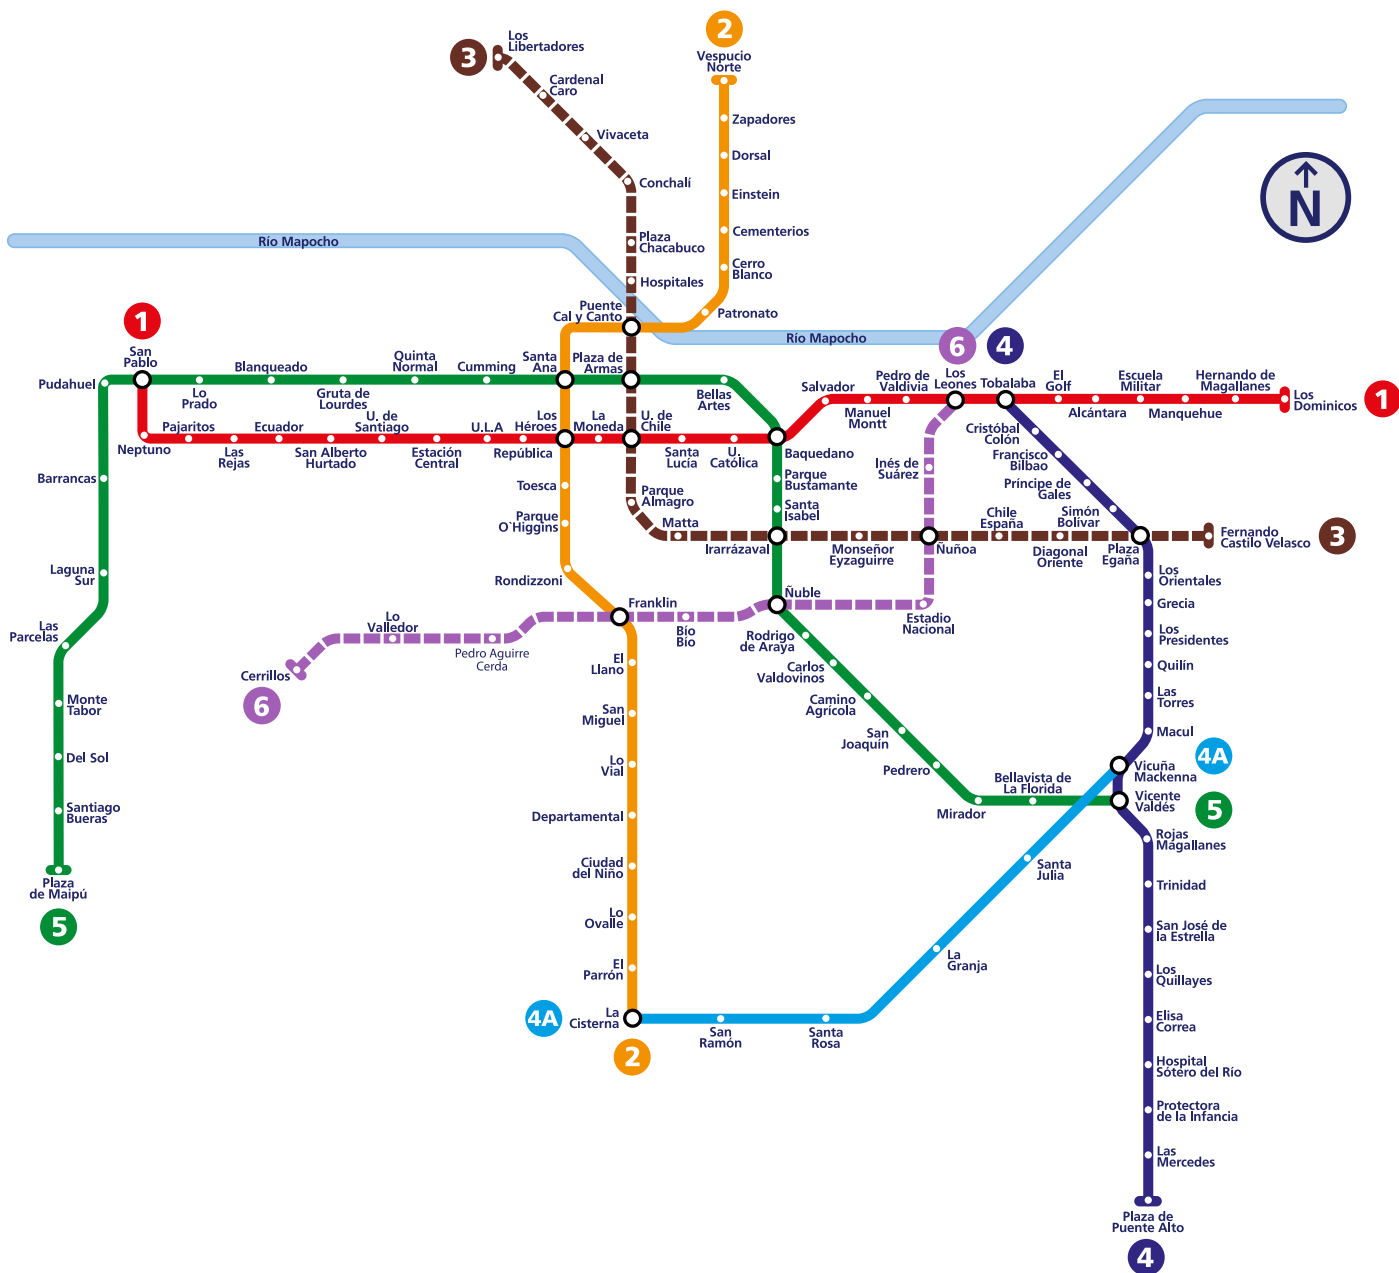 Los
Libertadores
3
Cardenal
Caro
Vivaceta
Conchalí
Plaza
Chacabuco
Hospitales
2
Vespucio
Norte
Zapadores
Dorsal
Einstein
Cementerios
Cerro
Blanco
Patronato
N
Río Mapocho
Río Mapocho
Puente
Cal y Canto
1
San
Pablo
Pudahuel
Lo
Prado
Blanqueado
Gruta de
Lourdes
Quinta
Normal
Cumming
Santa
Ana
Plaza de
Armas
Bellas
Artes
6
4
Los
Leones
Tobalaba
Salvador
Manuel
Montt
Pedro de
Valdivia
El
Golf
Alcántara
Escuela
Militar
Manquehue
Hernando de
Magallanes
Los
Dominicos
1
Neptuno
Pajaritos
Las
Rejas
Ecuador
San Alberto
Hurtado
U. de
Santiago
Estación
Central
U.L.A
República
Los
Héroes
La
Moneda
U. de
Chile
Santa
Lucía
U.
Católica
Baquedano
Parque
Bustamante
Santa
Isabel
Cristóbal
Colón
Francisco
Bilbao
Príncipe de
Gales
Simón
Bolívar
Plaza
Egaña
Inés de
Suárez
Barrancas
Laguna
Sur
Las
Parcelas
Monte
Tabor
Del Sol
Santiago
Bueras
Plaza
de Maipú
5
Toesca
Parque
O`Higgins
Rondizzoni
Parque
Almagro
Matta
Irarrázaval
Monseñor
Eyzaguirre
Ñuñoa
Chile
España
Diagonal
Oriente
Fernando
Castilo Velasco
3
Franklin
Bío
Bío
Ñuble
Estadio
Nacional
Lo
Valledor
Pedro Aguirre
Cerda
Cerrillos
6
El
Llano
San
Miguel
Lo
Vial
Departamental
Ciudad
del Niño
Lo
Ovalle
El
Parrón
La
Cisterna
4A
2
Rodrigo
de Araya
Carlos
Valdovinos
Camino
Agrícola
San
Joaquín
Pedrero
Mirador
Bellavista de
La Florida
Los
Orientales
Grecia
Los
Presidentes
Quilín
Las
Torres
Macul
Vicuña
Mackenna
4A
Vicente
Valdés
5
San
Ramón
Santa
Rosa
La
Granja
Santa
Julia
Rojas
Magallanes
Trinidad
San José de
la Estrella
Los
Quillayes
Elisa
Correa
Hospital
Sótero del Río
Protectora
de la Infancia
Las
Mercedes
Plaza de
Puente Alto
4